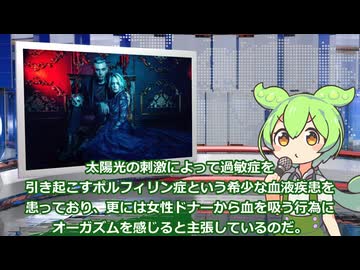 太陽光の刺激によって過敏症を
引き起こすポルフィリン症という希少な血液疾患を
患っており、更には女性ドナーから血を吸う行為に
オーガズムを感じると主張しているのだ。